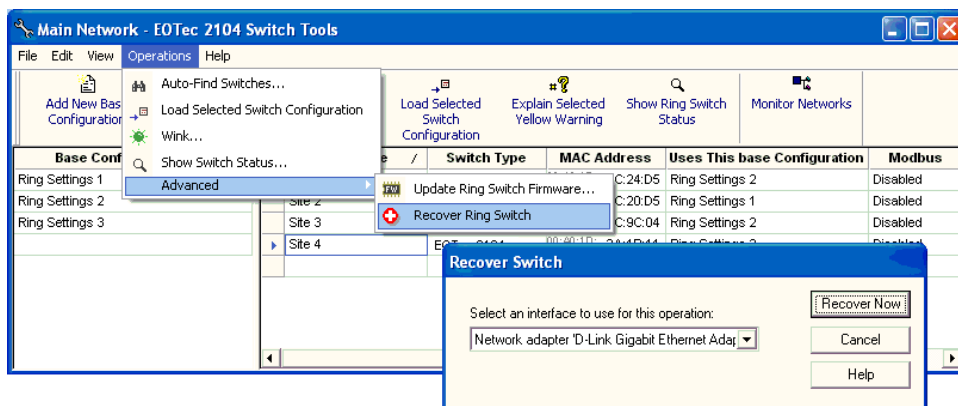 Main Network - EOTec 2104 Switch Tools
File Edit View Operations Help
Add New Bas
Configuration
Auto-Find Switches...
Load Selected Switch Configuration
Wink...
Show Switch Status...
Advanced
Update Ring Switch Firmware...
Recover Ring Switch
Load Selected
Switch
Configuration
Explain Selected
Yellow Warning
Show Ring Switch
Status
Monitor Networks
Base Conf / Switch Type MAC Address Uses This base Configuration Modbus
Ring Settings 1 C:24:D5 Ring Settings 2 Disabled
Ring Settings 2 Site 2 C:20:D5 Ring Settings 1 Disabled
Ring Settings 3 Site 3 C:9C:04 Ring Settings 2 Disabled
Site 4
Recover Switch
Select an interface to use for this operation:
Network adapter 'D-Link Gigabit Ethernet Adap
Recover Now
Cancel
Help